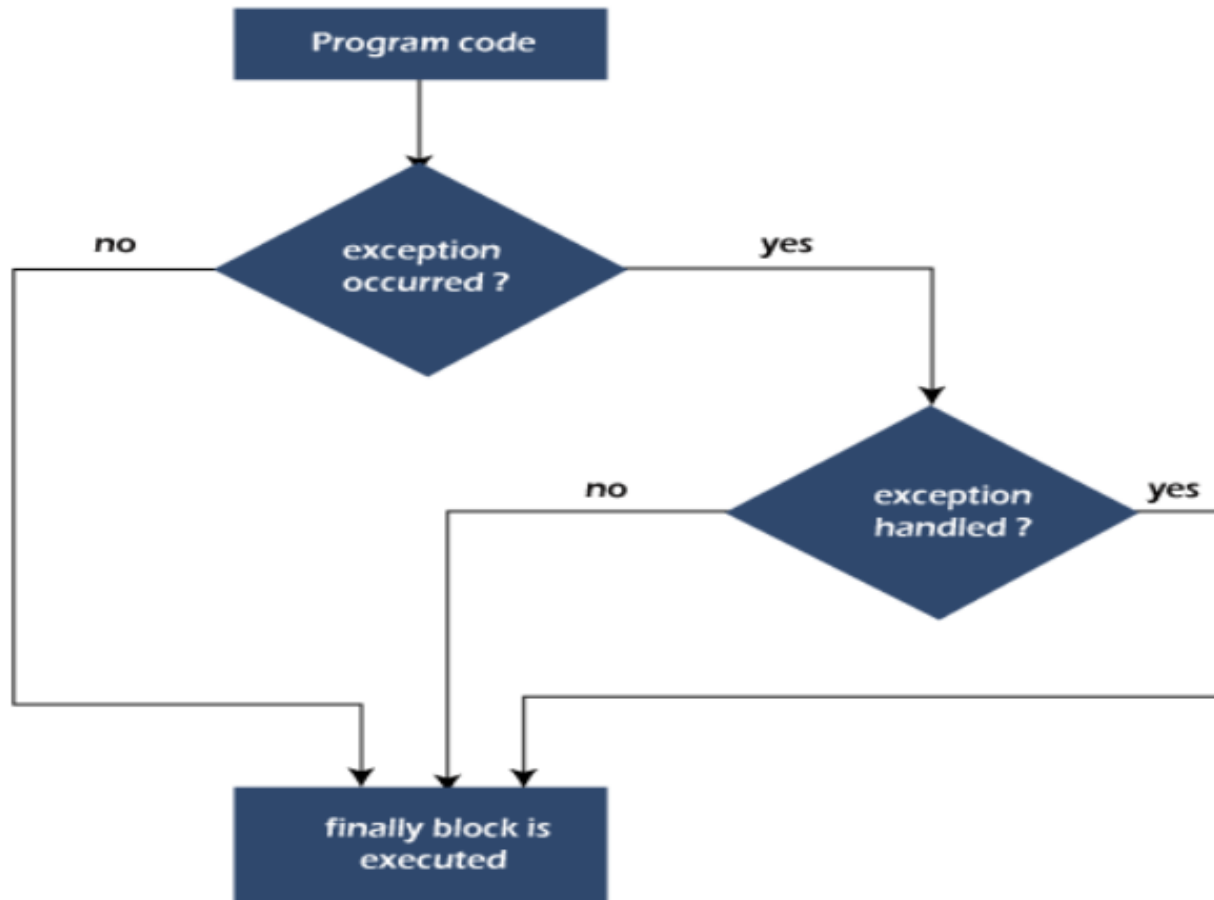 Program code
no
exception
occurred ?
yes
no
exception
handled ?
yes
finally block is
executed